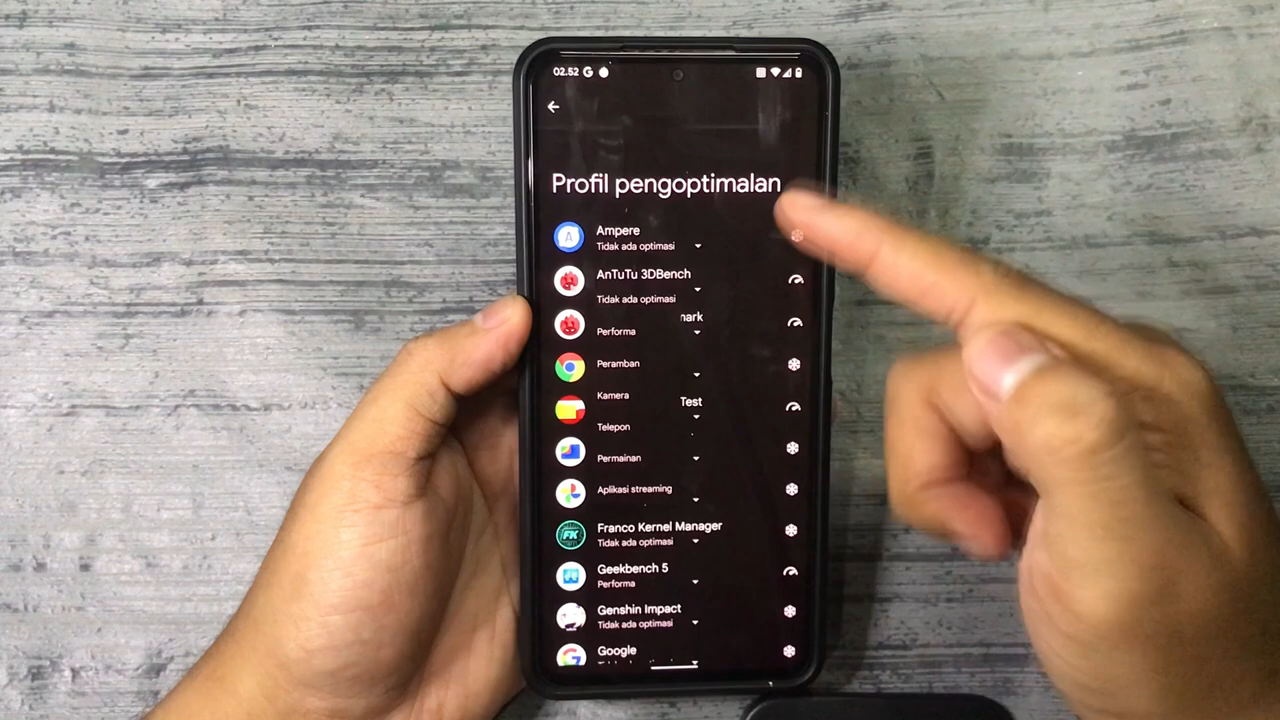 02.52
Profil pengoptimalan
Ampere
Tidak ada optimasi
AnTuTu 3DBench
Tidak ada optimasi
Performa
Peramban
Kamera
Test
Telepon
Permainan
Aplikasi streaming
Franco Kernel Manager
Tidak ada optimasi
Geekbench 5
Performa
Genshin Impact
Tidak ada optimasi
Google